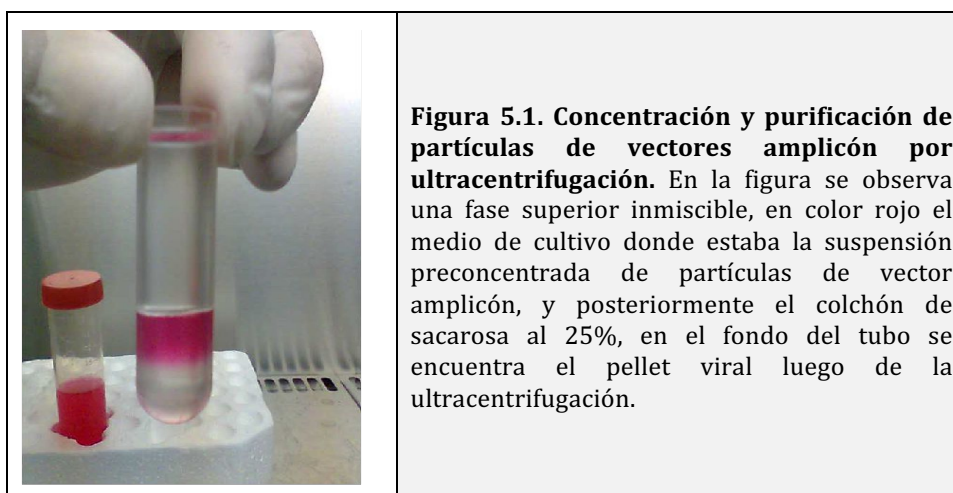 Figura 5.1. Concentración y purificación de
partículas de vectores amplicón por
ultracentrifugación. En la figura se observa
una fase superior inmiscible, en color rojo el
medio de cultivo donde estaba la suspensión
preconcentrada de partículas de vector
amplicón, y posteriormente el colchón de
sacarosa al 25%, en el fondo del tubo se
encuentra el pellet viral luego de la
ultracentrifugación.